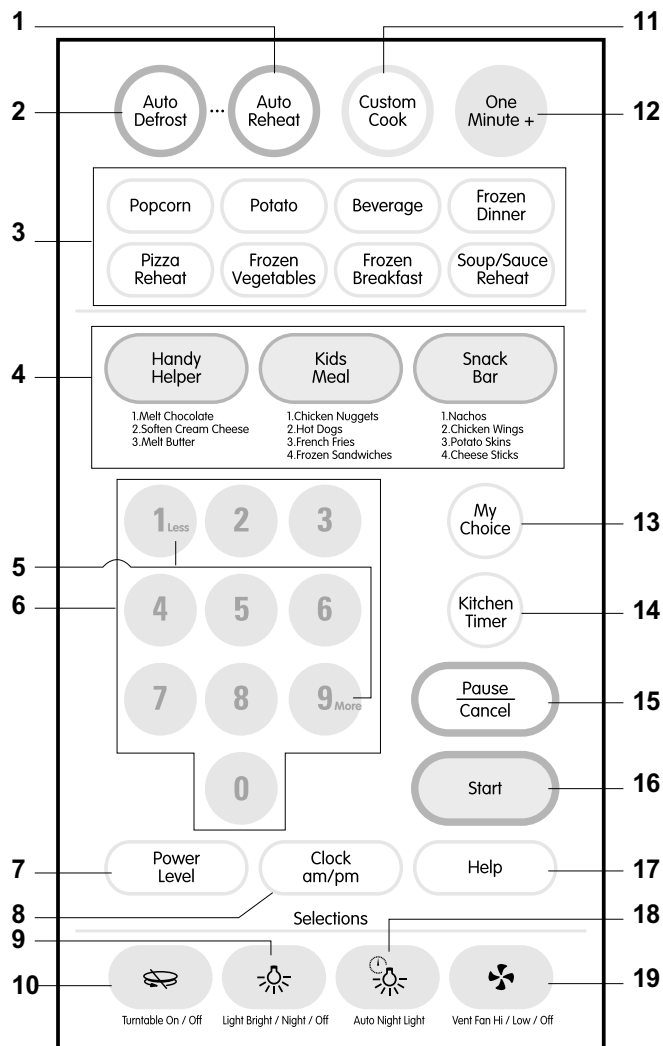 1
11
2
Auto
Defrost
...
Auto
Reheat
Custom
Cook
One
Minute +
12
3
Popcorn
Potato
Beverage
Frozen
Dinner
Pizza
Reheat
Frozen
Vegetables
Frozen
Breakfast
Soup/Sauce
Reheat
4
Handy
Helper
Kids
Meal
Snack
Bar
1.Melt Chocolate
2.Soften Cream Cheese
3.Melt Butter
1.Chicken Nuggets
2.Hot Dogs
3.French Fries
4.Frozen Sandwiches
1.Nachos
2.Chicken Wings
3.Potato Skins
4.Cheese Sticks
1 Less
2
3
My
Choice
13
5
6
4
5
6
Kitchen
Timer
14
7
8
9 More
Pause
Cancel
15
0
Start
16
7
Power
Level
Clock
am/pm
Help
17
8
Selections
18
9
10
19
Turntable On / Off
Light Bright / Night / Off
Auto Night Light
Vent Fan Hi / Low / Off